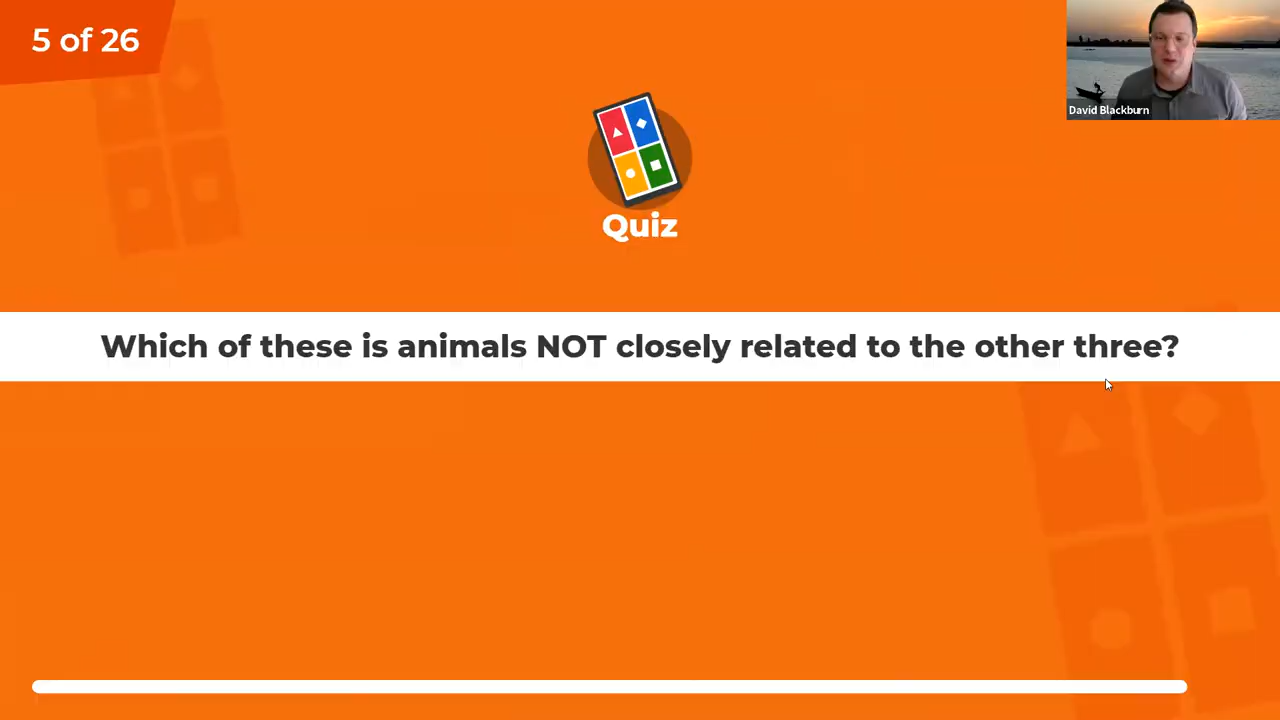 5 of 26
David Blackburn
Quiz
Which of these is animals NOT closely related to the other three?